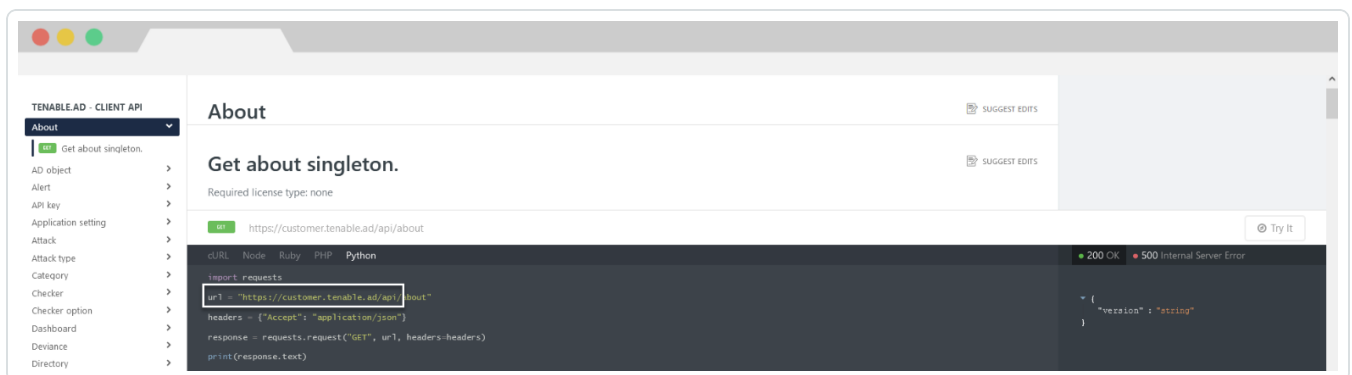 TENABLE.AD - CLIENT API
About
GET Get about singleton.
AD object
Alert
API key
Application setting
Attack
Attack type
Category
Checker
Checker option
Dashboard
Deviance
Directory
About
SUGGEST EDITS
Get about singleton.
SUGGEST EDITS
Required license type: none
GET https://customer.tenable.ad/api/about
Try It
cURL Node Ruby PHP Python
import requests
url = "https://customer.tenable.ad/api/about"
headers = {"Accept": "application/json"}
response = requests.request("GET", url, headers=headers)
print(response.text)
200 OK 500 Internal Server Error
{
"version" : "string"
}